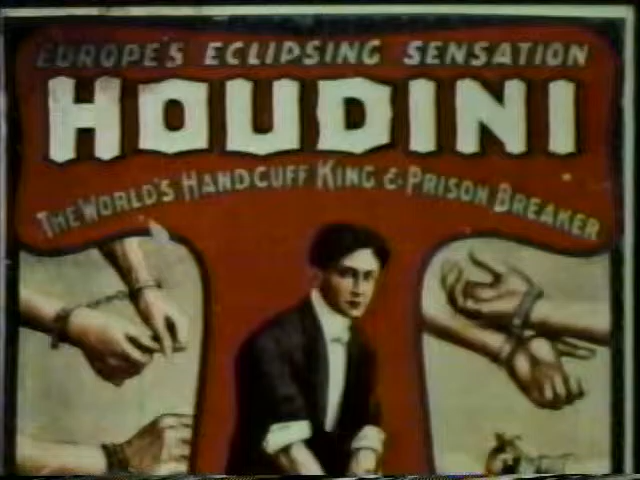 EUROPE'S ECLIPSING SENSATION
HOUDINI
THE WORLD'S HANDCUFF KING & PRISON BREAKER